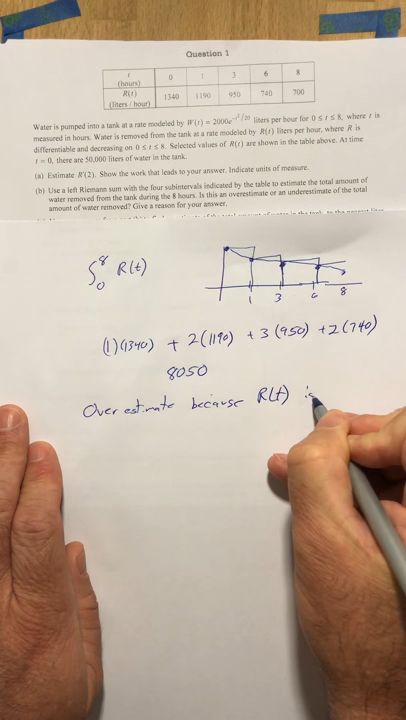 Question 1
t (hours) 0 1 3 6 8
R(t) (liters / hour) 1340 1190 950 740 700
Water is pumped into a tank at a rate modeled by W(t) = 2000e^(-t²/20) liters per hour for 0 ≤ t ≤ 8, where t is
measured in hours. Water is removed from the tank at a rate modeled by R(t) liters per hour, where R is
differentiable and decreasing on 0 ≤ t ≤ 8. Selected values of R(t) are shown in the table above. At time
t = 0, there are 50,000 liters of water in the tank.
(a) Estimate R′(2). Show the work that leads to your answer. Indicate units of measure.
(b) Use a left Riemann sum with the four subintervals indicated by the table to estimate the total amount of
water removed from the tank during the 8 hours. Is this an overestimate or an underestimate of the total
amount of water removed? Give a reason for your answer.
∫₀⁸ R(t)
1 3 6 8
(1)(1340) + 2(1190) + 3(950) + 2(740)
8050
Overestimate because R(t) is